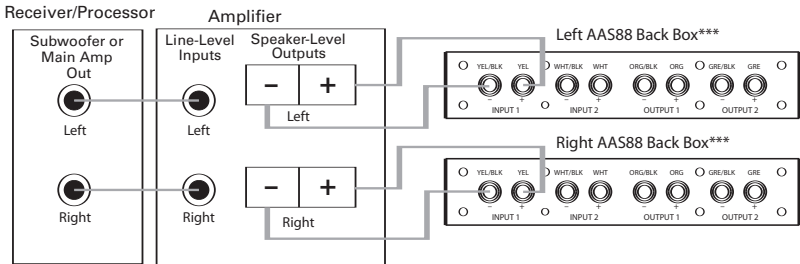 Receiver/Processor
Amplifier
Subwoofer or
Main Amp
Out
Line-Level
Inputs
Speaker-Level
Outputs
– +
Left
Left
Left
Right
Right
– +
Right
Left AAS88 Back Box***
YEL/BLK YEL WHT/BLK WHT ORG/BLK ORG GRE/BLK GRE
– + – + – + – +
INPUT 1 INPUT 2 OUTPUT 1 OUTPUT 2
Right AAS88 Back Box***
YEL/BLK YEL WHT/BLK WHT ORG/BLK ORG GRE/BLK GRE
– + – + – + – +
INPUT 1 INPUT 2 OUTPUT 1 OUTPUT 2